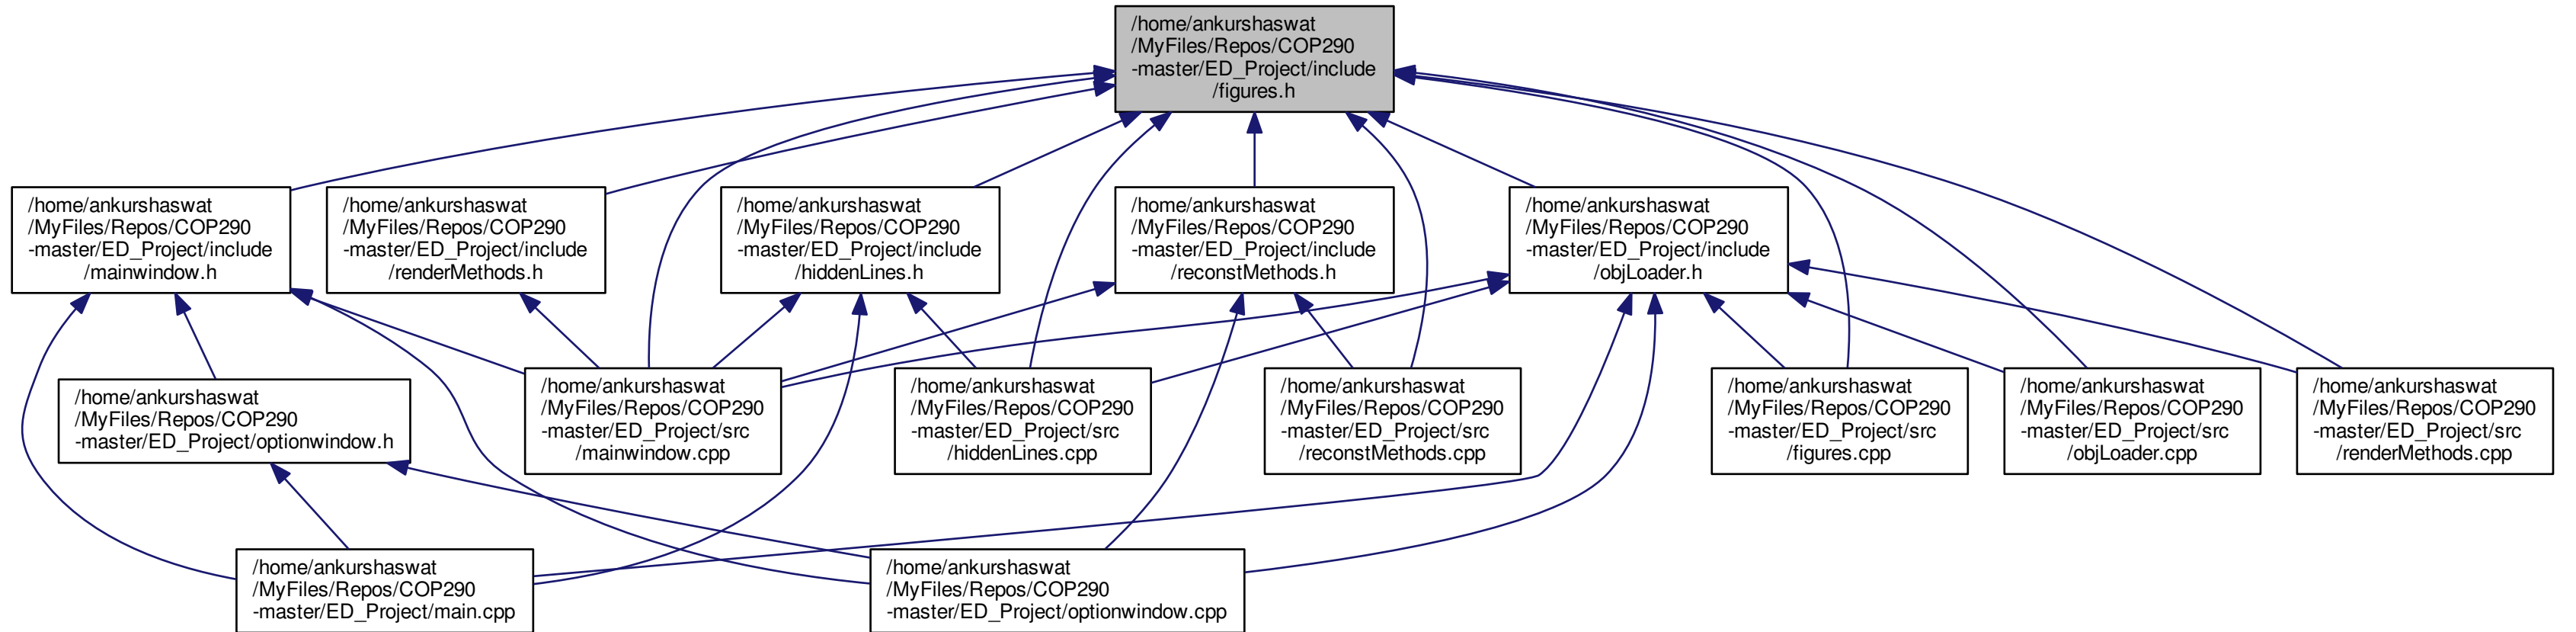 /home/ankurshaswat
/MyFiles/Repos/COP290
-master/ED_Project/include
/figures.h
/home/ankurshaswat
/MyFiles/Repos/COP290
-master/ED_Project/include
/mainwindow.h
/home/ankurshaswat
/MyFiles/Repos/COP290
-master/ED_Project/include
/renderMethods.h
/home/ankurshaswat
/MyFiles/Repos/COP290
-master/ED_Project/include
/hiddenLines.h
/home/ankurshaswat
/MyFiles/Repos/COP290
-master/ED_Project/include
/reconstMethods.h
/home/ankurshaswat
/MyFiles/Repos/COP290
-master/ED_Project/include
/objLoader.h
/home/ankurshaswat
/MyFiles/Repos/COP290
-master/ED_Project/optionwindow.h
/home/ankurshaswat
/MyFiles/Repos/COP290
-master/ED_Project/src
/mainwindow.cpp
/home/ankurshaswat
/MyFiles/Repos/COP290
-master/ED_Project/src
/hiddenLines.cpp
/home/ankurshaswat
/MyFiles/Repos/COP290
-master/ED_Project/src
/reconstMethods.cpp
/home/ankurshaswat
/MyFiles/Repos/COP290
-master/ED_Project/src
/figures.cpp
/home/ankurshaswat
/MyFiles/Repos/COP290
-master/ED_Project/src
/objLoader.cpp
/home/ankurshaswat
/MyFiles/Repos/COP290
-master/ED_Project/src
/renderMethods.cpp
/home/ankurshaswat
/MyFiles/Repos/COP290
-master/ED_Project/main.cpp
/home/ankurshaswat
/MyFiles/Repos/COP290
-master/ED_Project/optionwindow.cpp